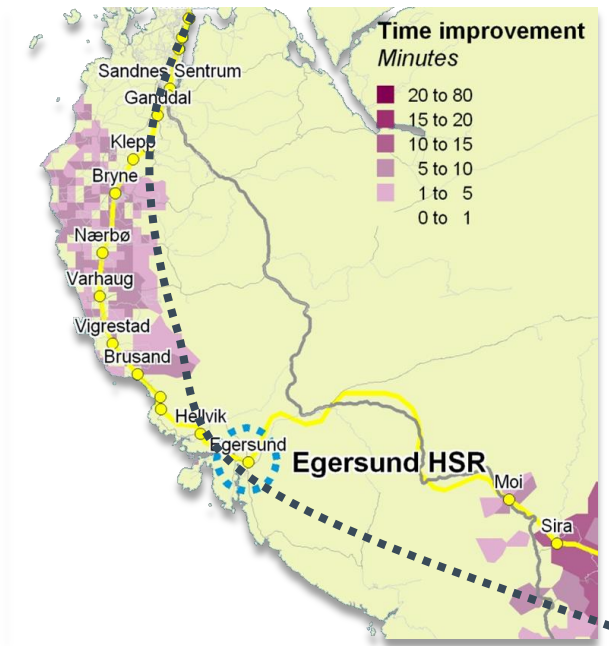 Time improvement
Minutes
20 to 80
15 to 20
10 to 15
5 to 10
1 to 5
0 to 1
Sandnes Sentrum
Ganddal
Klepp
Bryne
Nærbø
Varhaug
Vigrestad
Brusand
Hellvik
Egersund
Egersund HSR
Moi
Sira